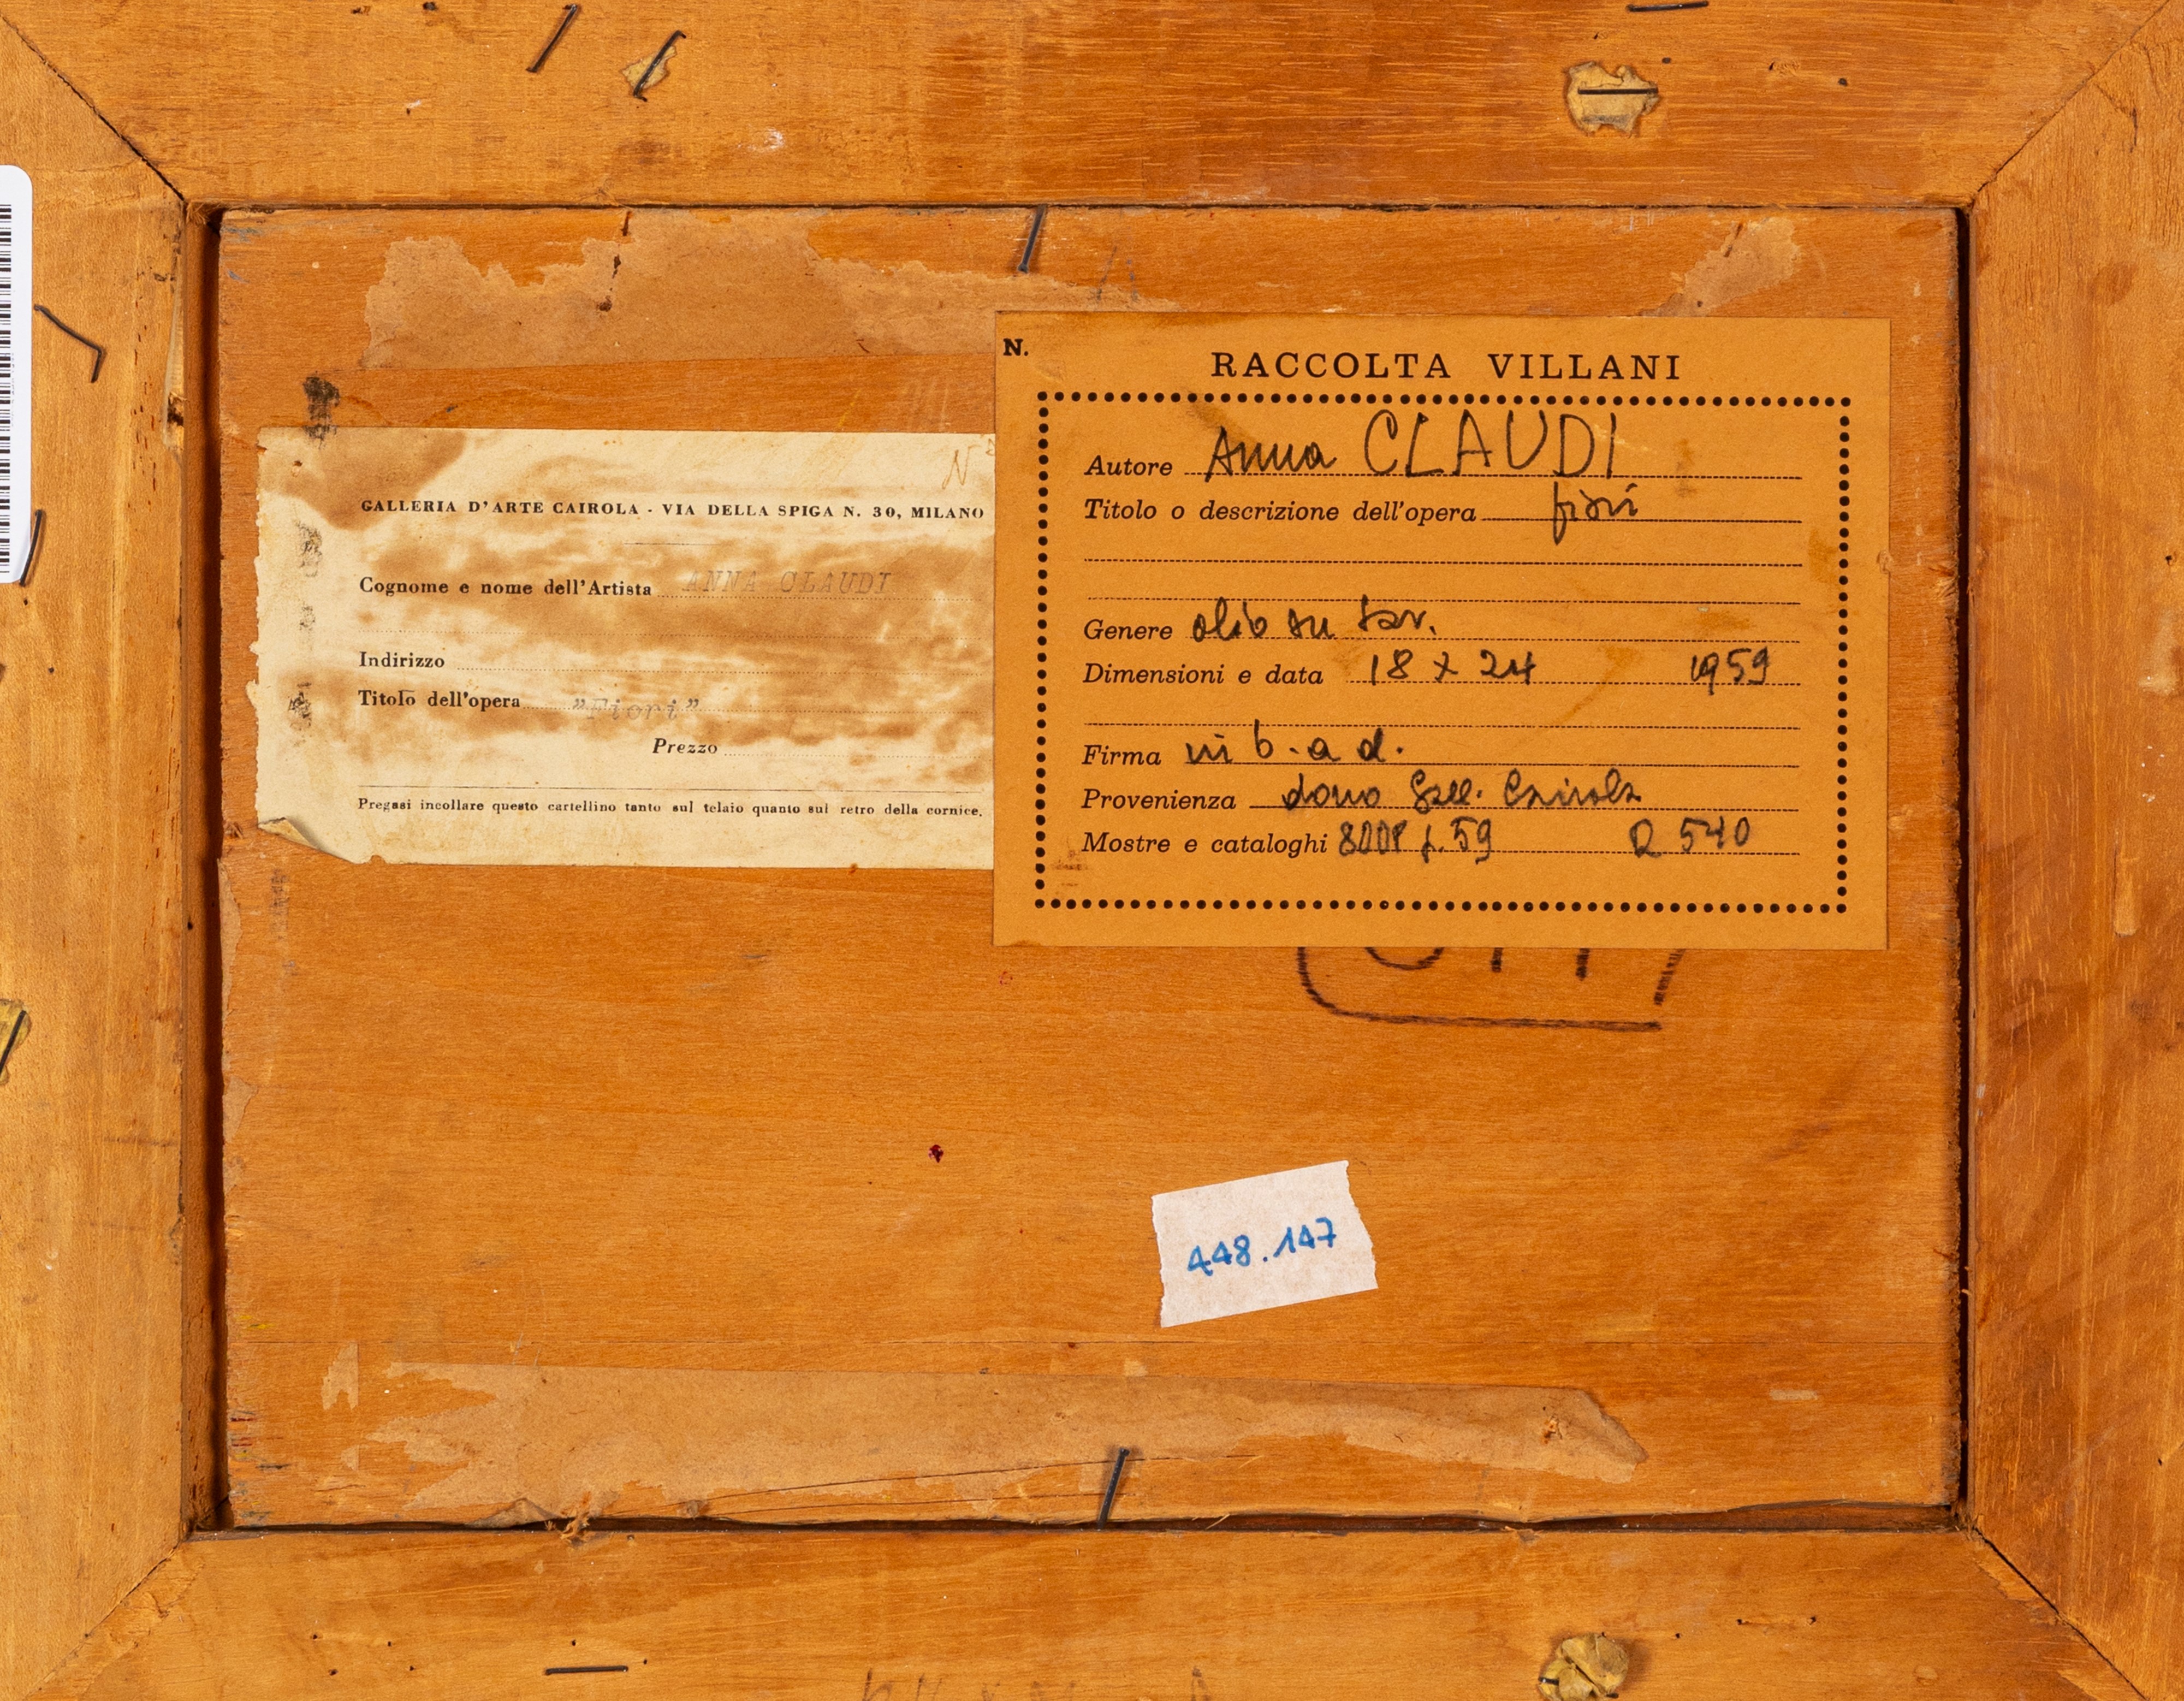 N.
RACCOLTA VILLANI
Autore Anna CLAUDI
Titolo o descrizione dell'opera fiori
Genere olio su tav.
Dimensioni e data 18 x 24 1959
Firma in b. a d.
Provenienza dono Gall. Cairola
Mostre e cataloghi 59 540
N
GALLERIA D'ARTE CAIROLA - VIA DELLA SPIGA N. 30, MILANO
Cognome e nome dell'Artista ANNA CLAUDI
Indirizzo
Titolo dell'opera "Fiori"
Prezzo
Pregasi incollare questo cartellino tanto sul telaio quanto sul retro della cornice.
448.147